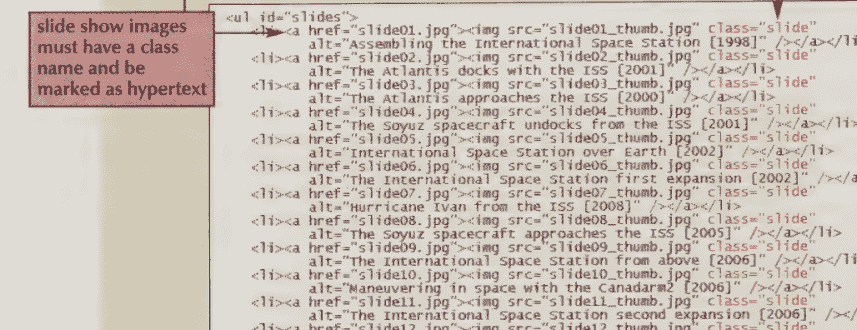 slide show images
must have a class
name and be
marked as hypertext
<ul id="slides">
<li><a href="slide01.jpg"><img src="slide01_thumb.jpg" class="slide"
alt="Assembling the International Space Station [1998]" /></a></li
<li><a href="slide02.jpg"><img src="slide02_thumb.jpg" class="slide"
alt="The Atlantis docks with the ISS [2001]" /></a></li>
<li><a href="slide03.jpg"><img src="slide03_thumb.jpg" class="slide"
alt="The Atlantis approaches the ISS [2000]" /></a></li>
<li><a href="slide04.jpg"><img src="slide04_thumb.jpg" class="slide"
alt="The Soyuz spacecraft undocks from the ISS [2001]" /></a></li>
<li><a href="slide05.jpg"><img src="slide05_thumb.jpg" class="slide"
alt="International Space Station over Earth [2002]" /></a></li>
<li><a href="slide06.jpg"><img src="slide06_thumb.jpg" class="slide"
alt="The International Space Station first expansion [2002]" /></a
<li><a href="slide07.jpg"><img src="slide07_thumb.jpg" class="slide"
alt="Hurricane Ivan from the ISS [2008]" /></a></li>
<li><a href="slide08.jpg"><img src="slide08_thumb.jpg" class="slide"
alt="The Soyuz spacecraft approaches the ISS [2005]" /></a></li>
<li><a href="slide09.jpg"><img src="slide09_thumb.jpg" class="slide"
alt="The International Space Station from above [2006]" /></a></li
<li><a href="slide10.jpg"><img src="slide10_thumb.jpg" class="slide"
alt="Maneuvering in space with the Canadarm2 [2006]" /></a></li>
<li><a href="slide11.jpg"><img src="slide11_thumb.jpg" class="slide"
alt="The International Space Station second expansion [2006]" /></
<li><a href="slide12.jpg"><img src="slide12_thumb.jpg" class="slide"